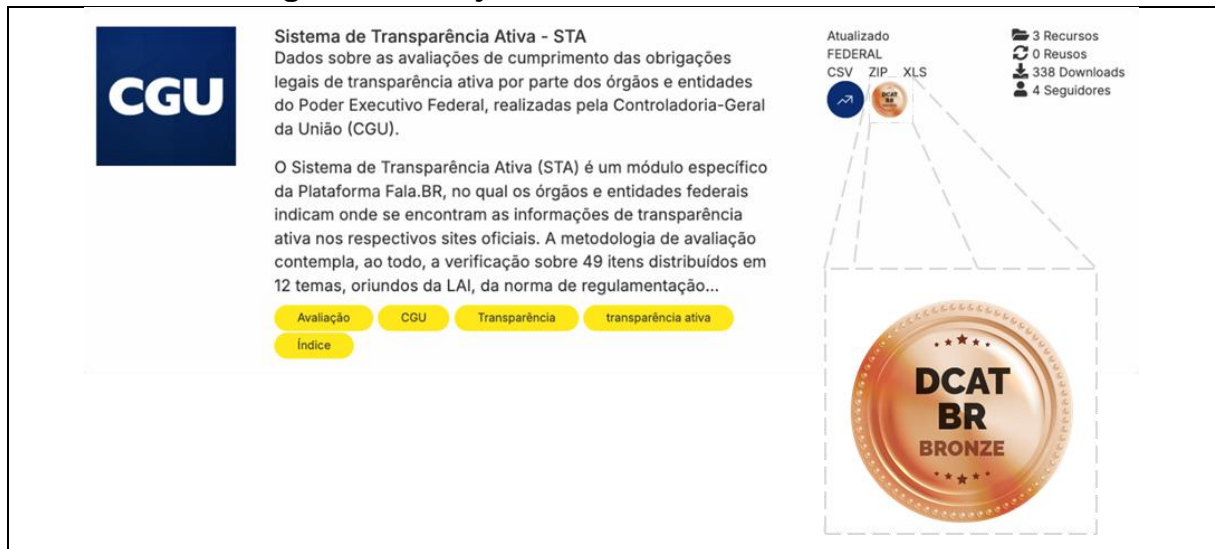 CGU
Sistema de Transparência Ativa - STA
Dados sobre as avaliações de cumprimento das obrigações
legais de transparência ativa por parte dos órgãos e entidades
do Poder Executivo Federal, realizadas pela Controladoria-Geral
da União (CGU).
O Sistema de Transparência Ativa (STA) é um módulo específico
da Plataforma Fala.BR, no qual os órgãos e entidades federais
indicam onde se encontram as informações de transparência
ativa nos respectivos sites oficiais. A metodologia de avaliação
contempla, ao todo, a verificação sobre 49 itens distribuídos em
12 temas, oriundos da LAI, da norma de regulamentação...
Avaliação CGU Transparência transparência ativa
Índice
Atualizado
FEDERAL
CSV ZIP XLS
DCAT
BR
3 Recursos
0 Reusos
338 Downloads
4 Seguidores
DCAT
BR
BRONZE